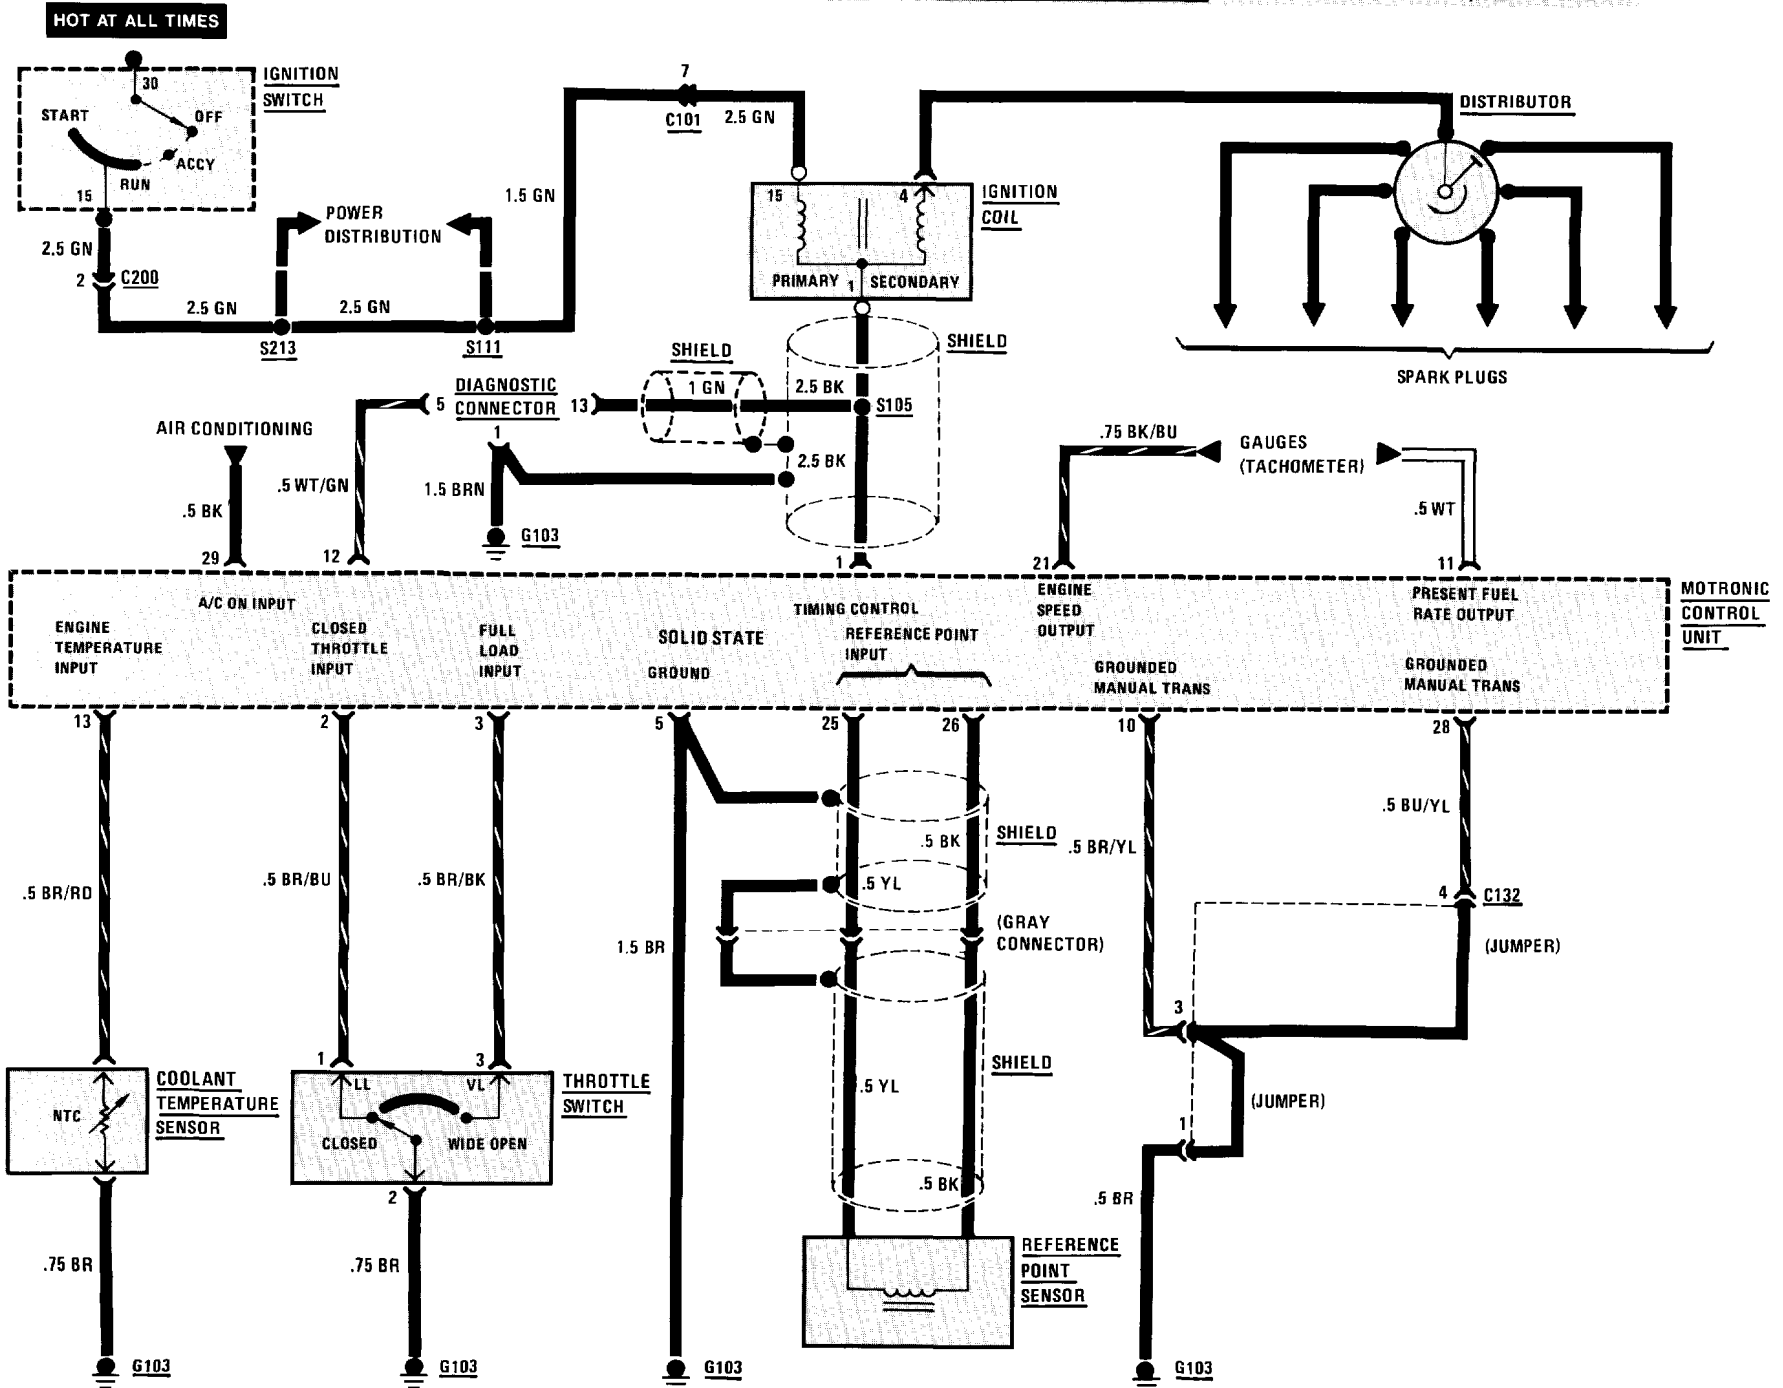 HOT AT ALL TIMES
IGNITION
SWITCH
30
START
OFF
ACCY
RUN
15
2.5 GN
2
C200
2.5 GN
2.5 GN
S213
S111
POWER
DISTRIBUTION
1.5 GN
7
C101
2.5 GN
15
4
IGNITION
COIL
PRIMARY
1
SECONDARY
DISTRIBUTOR
SPARK PLUGS
SHIELD
SHIELD
1 GN
2.5 BK
S105
2.5 BK
DIAGNOSTIC
CONNECTOR
5
13
1
1.5 BRN
G103
AIR CONDITIONING
.5 BK
.5 WT/GN
.75 BK/BU
GAUGES
(TACHOMETER)
.5 WT
29
12
1
21
11
MOTRONIC
CONTROL
UNIT
A/C ON INPUT
ENGINE
TEMPERATURE
INPUT
CLOSED
THROTTLE
INPUT
FULL
LOAD
INPUT
SOLID STATE
GROUND
TIMING CONTROL
REFERENCE POINT
INPUT
ENGINE
SPEED
OUTPUT
GROUNDED
MANUAL TRANS
PRESENT FUEL
RATE OUTPUT
GROUNDED
MANUAL TRANS
13
2
3
5
25
26
10
28
.5 BR/RD
.5 BR/BU
.5 BR/BK
1.5 BR
.5 BK
.5 YL
SHIELD
(GRAY
CONNECTOR)
.5 BR/YL
.5 BU/YL
4
C132
(JUMPER)
3
(JUMPER)
1
.5 BR
.5 YL
SHIELD
.5 BK
NTC
COOLANT
TEMPERATURE
SENSOR
1
3
LL
VL
CLOSED
WIDE OPEN
THROTTLE
SWITCH
2
.75 BR
.75 BR
REFERENCE
POINT
SENSOR
G103
G103
G103
G103